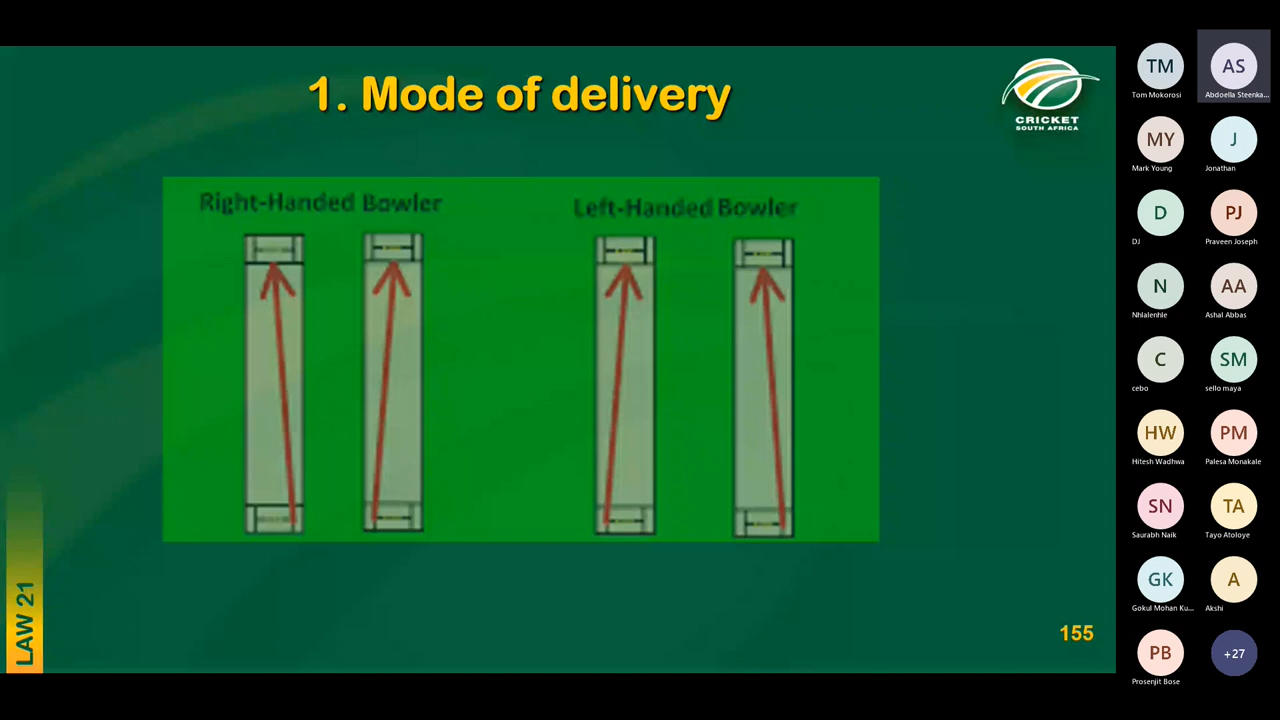 1. Mode of delivery
CRICKET
SOUTH AFRICA
Right-Handed Bowler
Left-Handed Bowler
LAW 21
155
TM
Tom Mokorosi
AS
Abdoella Steenka...
MY
Mark Young
J
Jonathan
D
DJ
PJ
Praveen Joseph
N
Nhlalenhle
AA
Ashal Abbas
C
cebo
SM
sello maya
HW
Hitesh Wadhwa
PM
Palesa Monakale
SN
Saurabh Naik
TA
Tayo Atoloye
GK
Gokul Mohan Ku...
A
Akshi
PB
Prosenjit Bose
+27